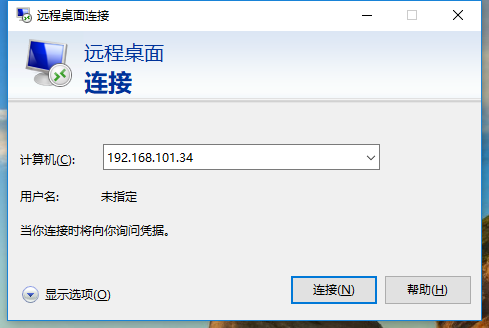 远程桌面连接
远程桌面
连接
计算机(C): 192.168.101.34
用户名: 未指定
当你连接时将向你询问凭据。
显示选项(O) 连接(N) 帮助(H)